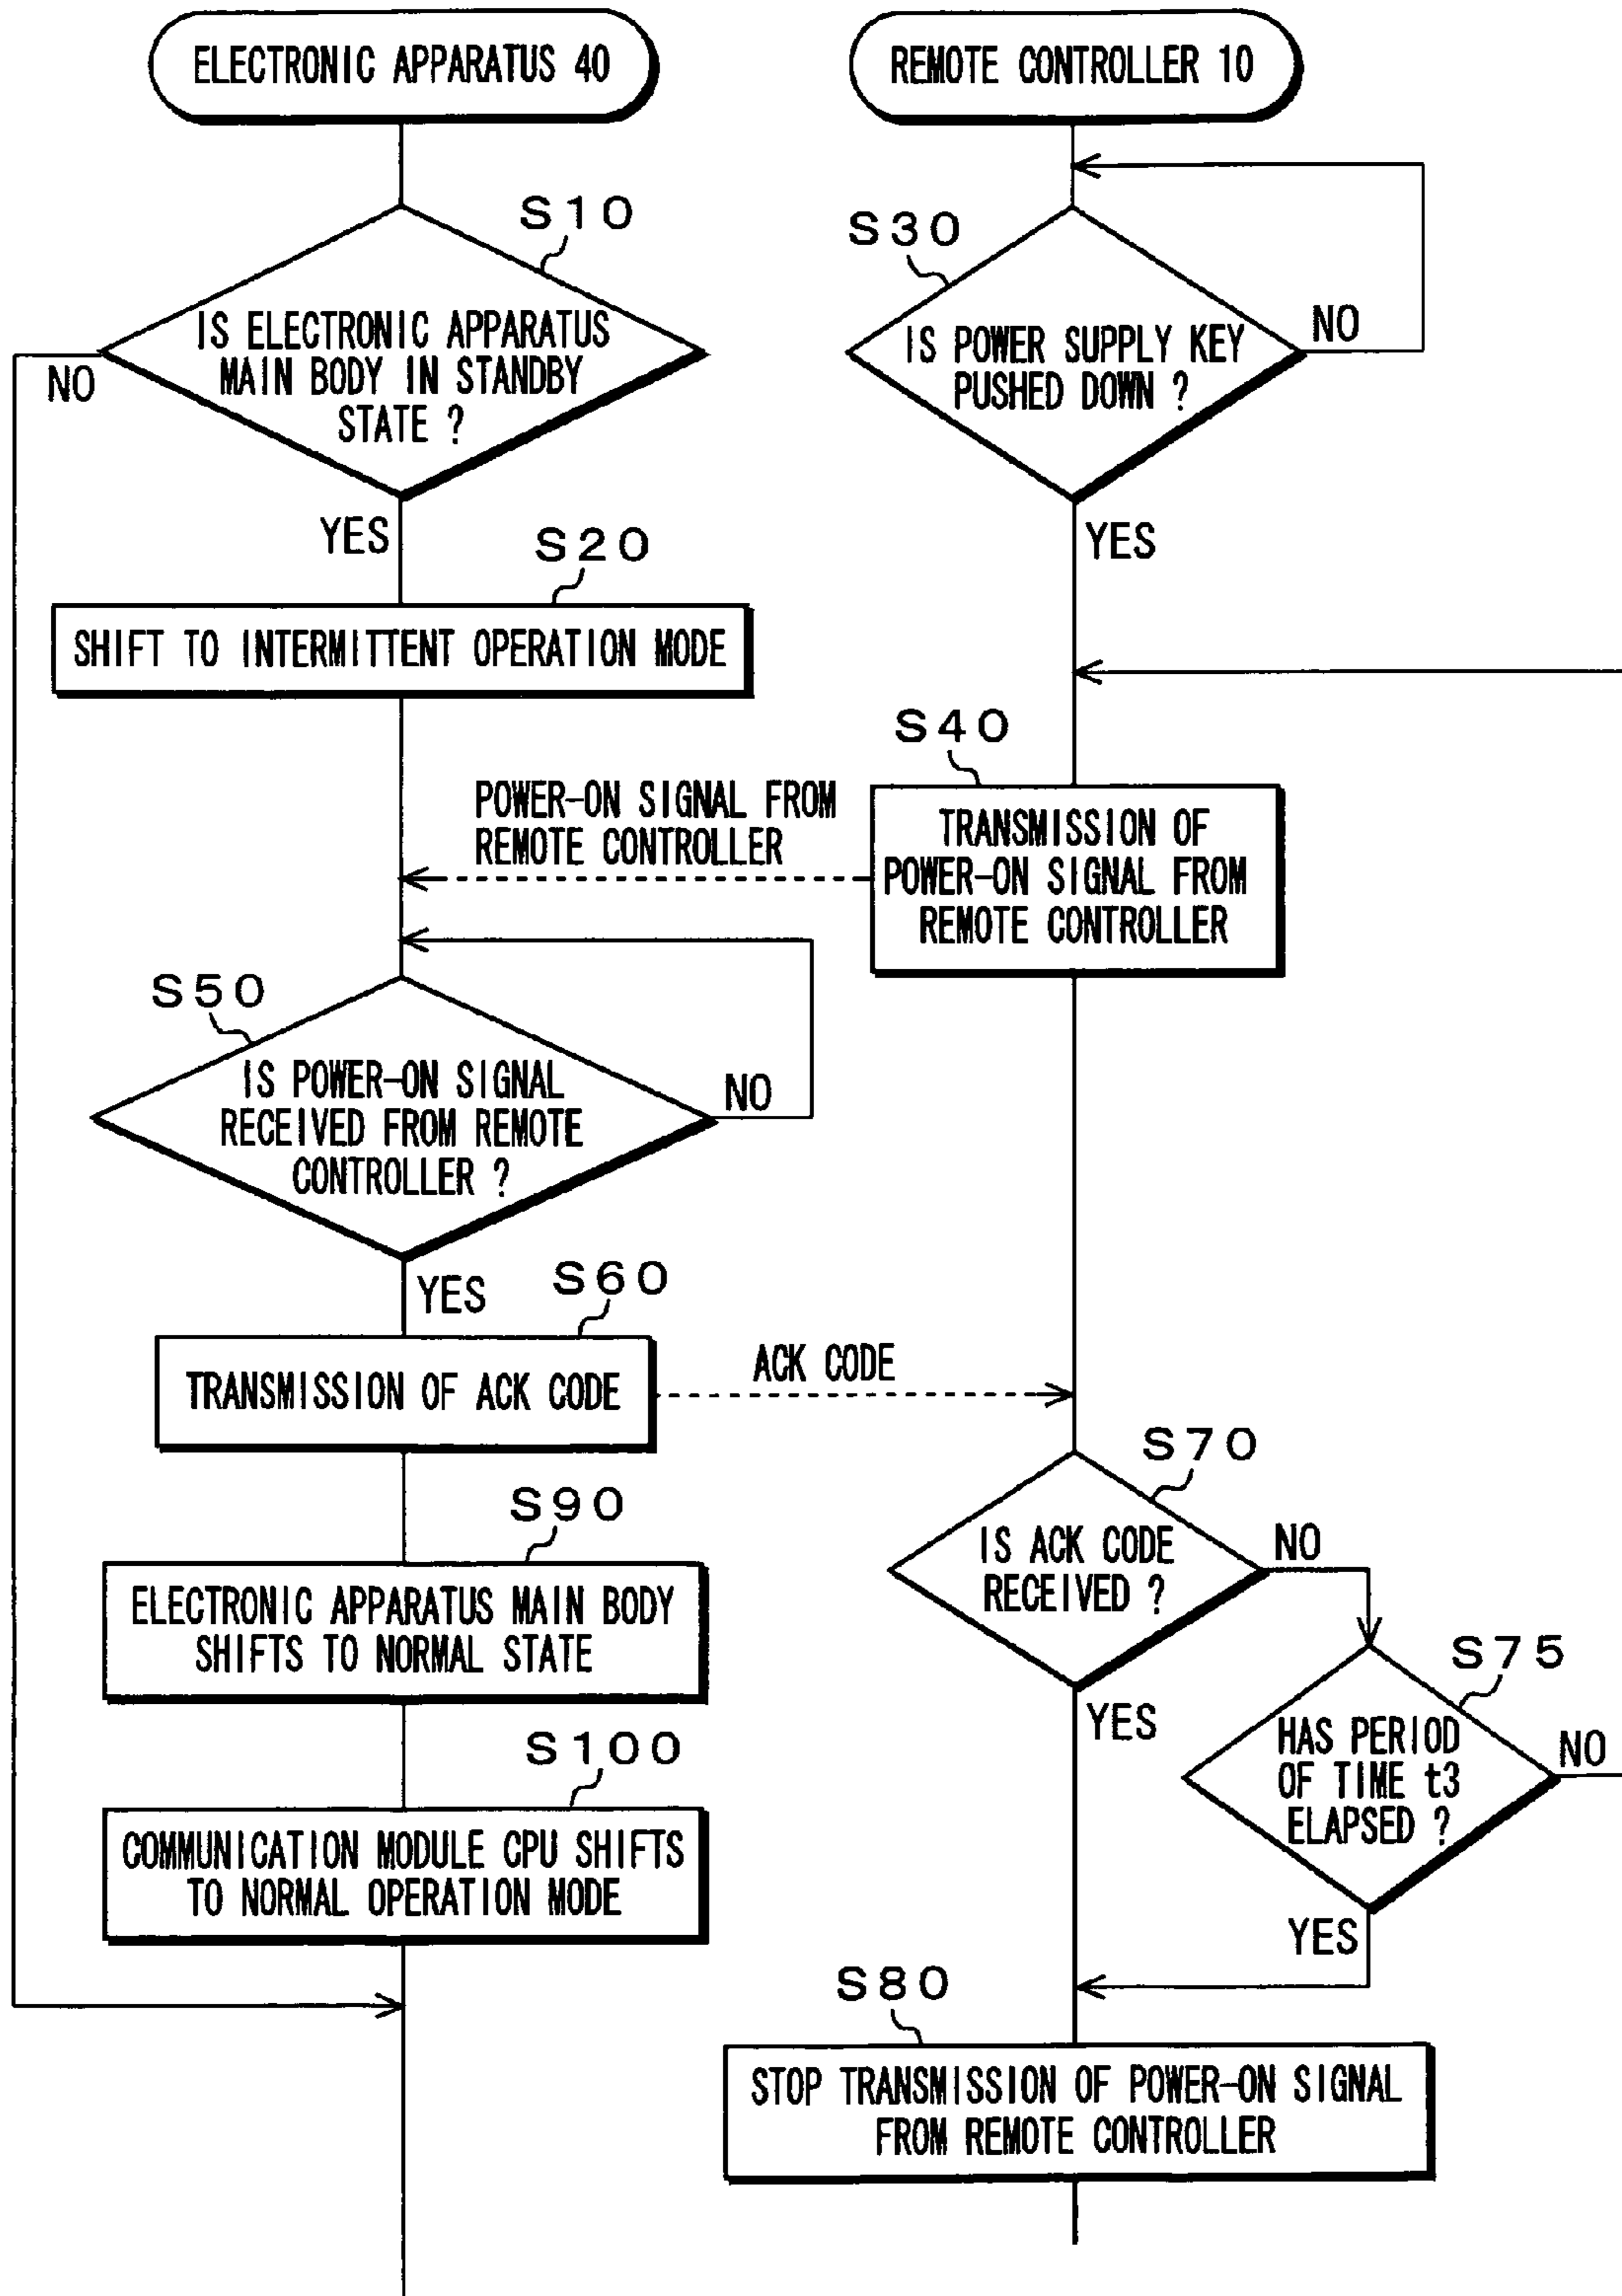 ELECTRONIC APPARATUS 40
S10
IS ELECTRONIC APPARATUS
MAIN BODY IN STANDBY
STATE ?
NO
YES
S20
SHIFT TO INTERMITTENT OPERATION MODE
POWER-ON SIGNAL FROM
REMOTE CONTROLLER
S50
IS POWER-ON SIGNAL
RECEIVED FROM REMOTE
CONTROLLER ?
NO
YES
S60
TRANSMISSION OF ACK CODE
ACK CODE
S90
ELECTRONIC APPARATUS MAIN BODY
SHIFTS TO NORMAL STATE
S100
COMMUNICATION MODULE CPU SHIFTS
TO NORMAL OPERATION MODE
REMOTE CONTROLLER 10
S30
IS POWER SUPPLY KEY
PUSHED DOWN ?
NO
YES
S40
TRANSMISSION OF
POWER-ON SIGNAL FROM
REMOTE CONTROLLER
S70
IS ACK CODE
RECEIVED ?
NO
YES
S75
HAS PERIOD
OF TIME t3
ELAPSED ?
NO
YES
S80
STOP TRANSMISSION OF POWER-ON SIGNAL
FROM REMOTE CONTROLLER